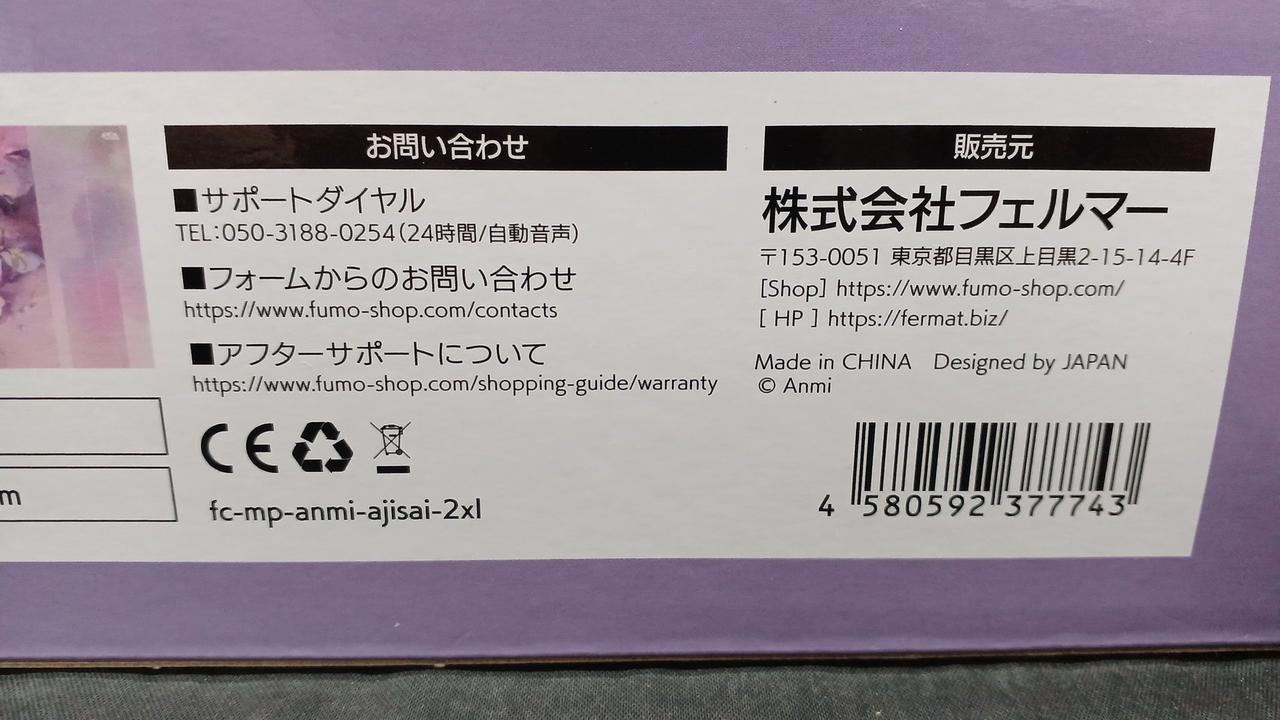 お問い合わせ
■サポートダイヤル
TEL:050-3188-0254(24時間/自動音声)
■フォームからのお問い合わせ
https://www.fumo-shop.com/contacts
■アフターサポートについて
https://www.fumo-shop.com/shopping-guide/warranty
CE
fc-mp-anmi-ajisai-2xl
m
販売元
株式会社フェルマー
〒153-0051 東京都目黒区上目黒2-15-14-4F
[Shop] https://www.fumo-shop.com/
[ HP ] https://fermat.biz/
Made in CHINA Designed by JAPAN
© Anmi
4 580592 377743